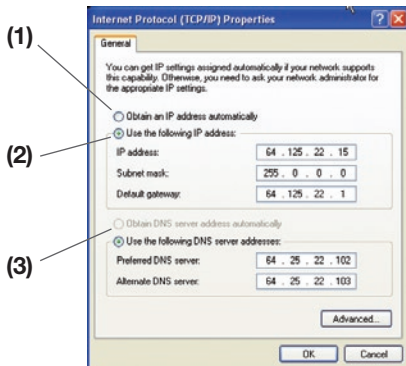 Internet Protocol (TCP/IP) Properties
General
You can get IP settings assigned automatically if your network supports
this capability. Otherwise, you need to ask your network administrator for
the appropriate IP settings.
(1)
Obtain an IP address automatically
Use the following IP address:
(2)
IP address: 64 . 125 . 22 . 15
Subnet mask: 255 . 0 . 0 . 0
Default gateway: 64 . 125 . 22 . 1
Obtain DNS server address automatically
Use the following DNS server addresses:
(3)
Preferred DNS server: 64 . 25 . 22 . 102
Alternate DNS server: 64 . 25 . 22 . 103
Advanced...
OK Cancel